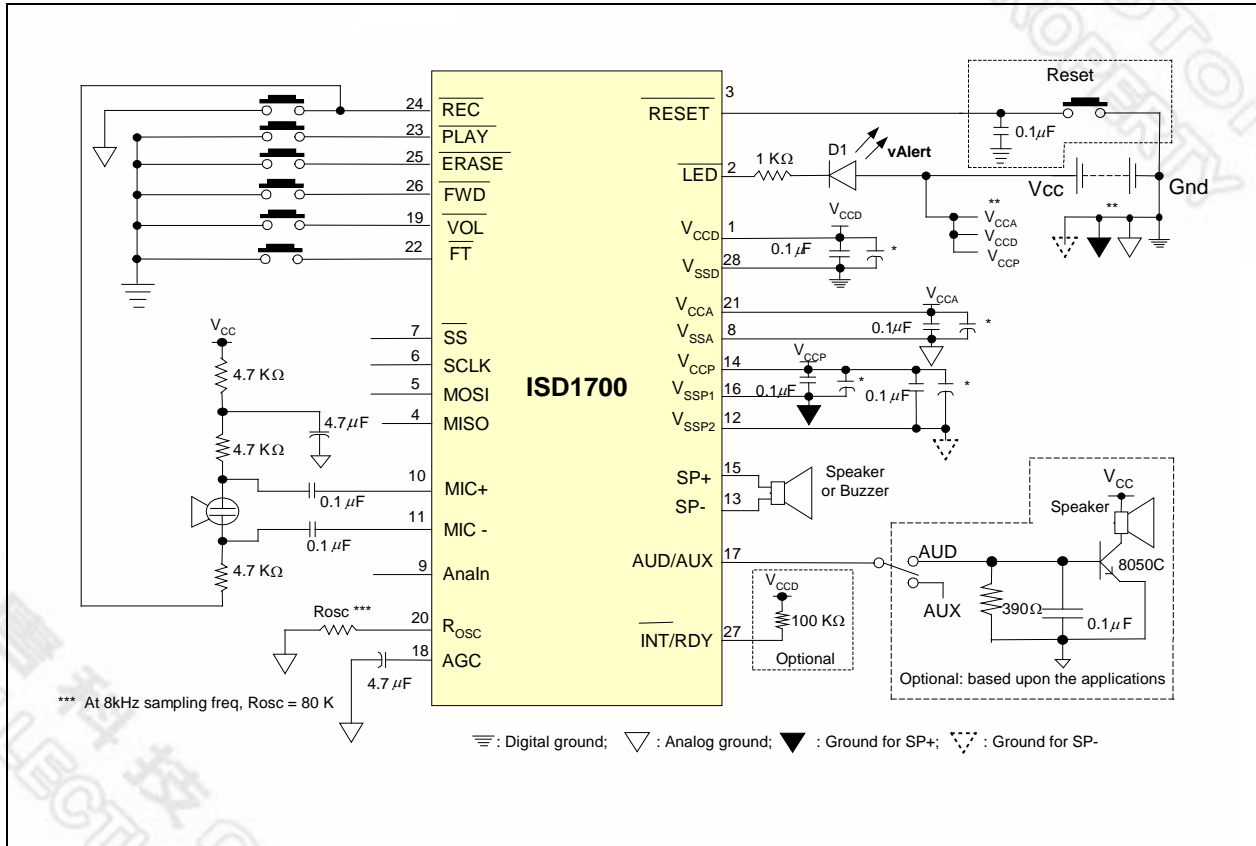 Reset
3
RESET
0.1µF
24
REC
23
PLAY
25
ERASE
26
FWD
19
VOL
22
FT
D1
vAlert
1 KΩ
2
LED
Vcc
Gnd
**
**
VCCA
VCCD
VCCP
VCCD
VCCD
1
0.1µF
*
VSSD
28
VCCA
VCCA
21
0.1µF
*
VSSA
8
VCCP
VCCP
14
0.1µF
*
0.1µF
*
VSSP1
16
VSSP2
12
7
SS
6
SCLK
5
MOSI
4
MISO
ISD1700
VCC
4.7 KΩ
4.7µF
4.7 KΩ
10
MIC+
0.1µF
11
MIC -
0.1µF
4.7 KΩ
9
AnaIn
Rosc ***
20
ROSC
18
AGC
4.7µF
*** At 8kHz sampling freq, Rosc = 80 K
SP+
15
SP-
13
Speaker
or Buzzer
AUD/AUX
17
AUD
AUX
VCC
Speaker
8050C
390Ω
0.1µF
Optional: based upon the applications
VCCD
100 KΩ
INT/RDY
27
Optional
: Digital ground; : Analog ground; : Ground for SP+; : Ground for SP-